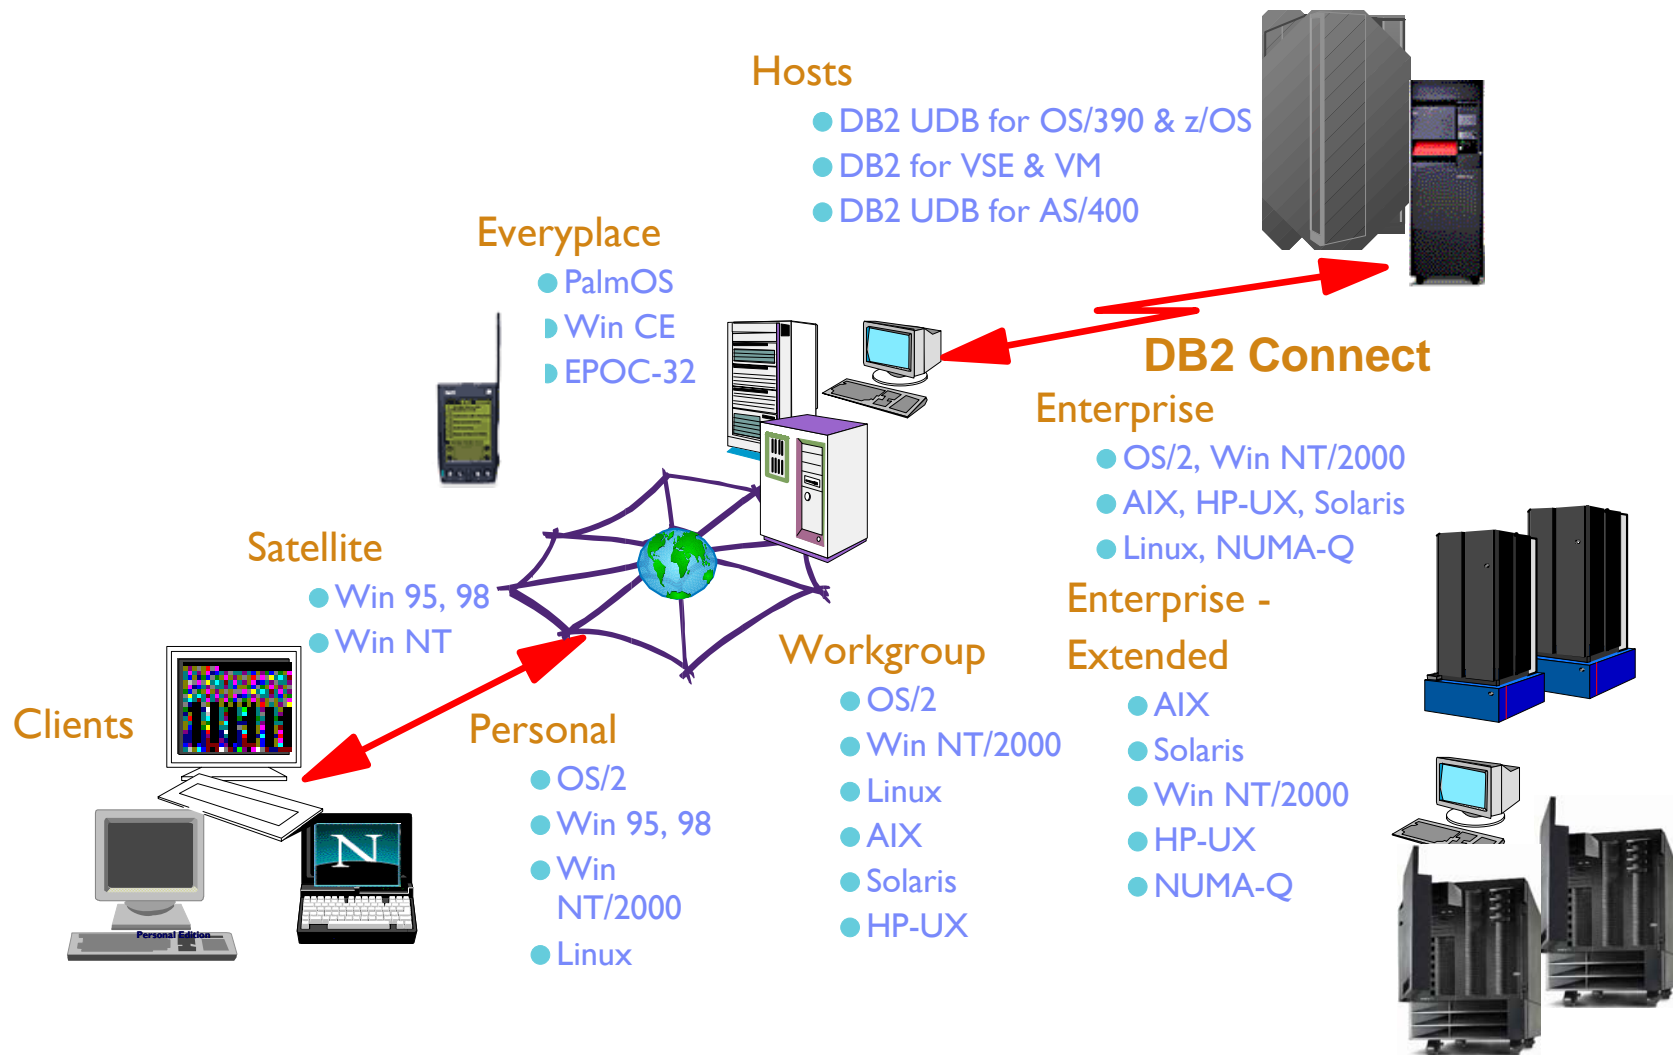 Hosts
DB2 UDB for OS/390 & z/OS
DB2 for VSE & VM
DB2 UDB for AS/400
Everyplace
PalmOS
Win CE
EPOC-32
DB2 Connect
Enterprise
OS/2, Win NT/2000
AIX, HP-UX, Solaris
Linux, NUMA-Q
Satellite
Win 95, 98
Win NT
Enterprise -
Extended
AIX
Solaris
Win NT/2000
HP-UX
NUMA-Q
Workgroup
OS/2
Win NT/2000
Linux
AIX
Solaris
HP-UX
Clients
Personal
OS/2
Win 95, 98
Win
NT/2000
Linux
N
Personal Edition